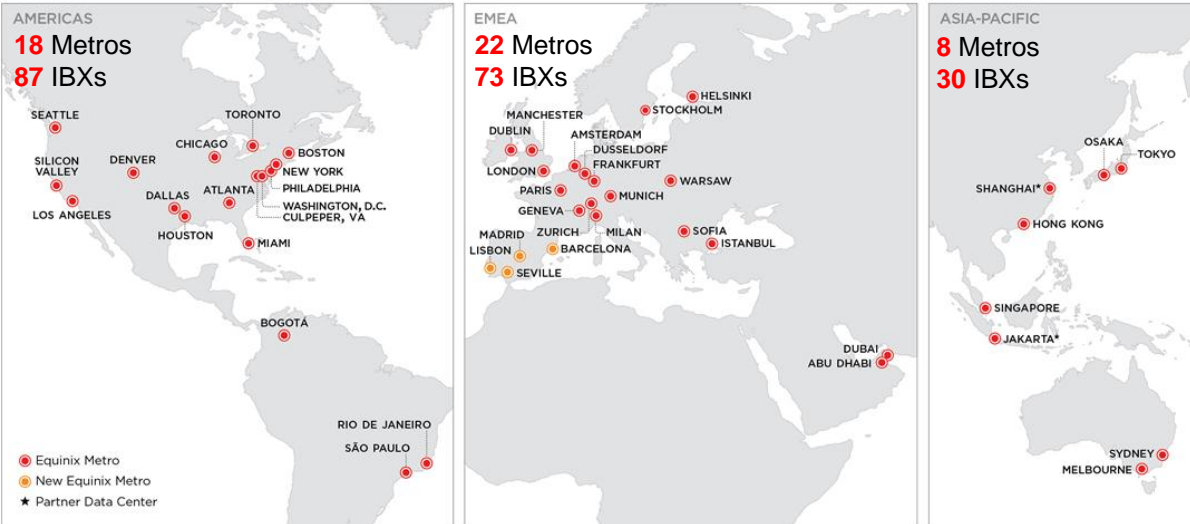 AMERICAS
18 Metros
87 IBXs
SEATTLE
TORONTO
CHICAGO
BOSTON
SILICON
VALLEY
DENVER
NEW YORK
PHILADELPHIA
DALLAS
ATLANTA
WASHINGTON, D.C.
CULPEPER, VA
LOS ANGELES
HOUSTON
MIAMI
BOGOTÁ
RIO DE JANEIRO
SÃO PAULO
Equinix Metro
New Equinix Metro
★ Partner Data Center
EMEA
22 Metros
73 IBXs
HELSINKI
STOCKHOLM
MANCHESTER
DUBLIN
AMSTERDAM
DUSSELDORF
FRANKFURT
LONDON
WARSAW
PARIS
MUNICH
GENEVA
ZURICH
MILAN
SOFIA
MADRID
ISTANBUL
LISBON
BARCELONA
SEVILLE
DUBAI
ABU DHABI
ASIA-PACIFIC
8 Metros
30 IBXs
OSAKA
TOKYO
SHANGHAI★
HONG KONG
SINGAPORE
JAKARTA★
SYDNEY
MELBOURNE